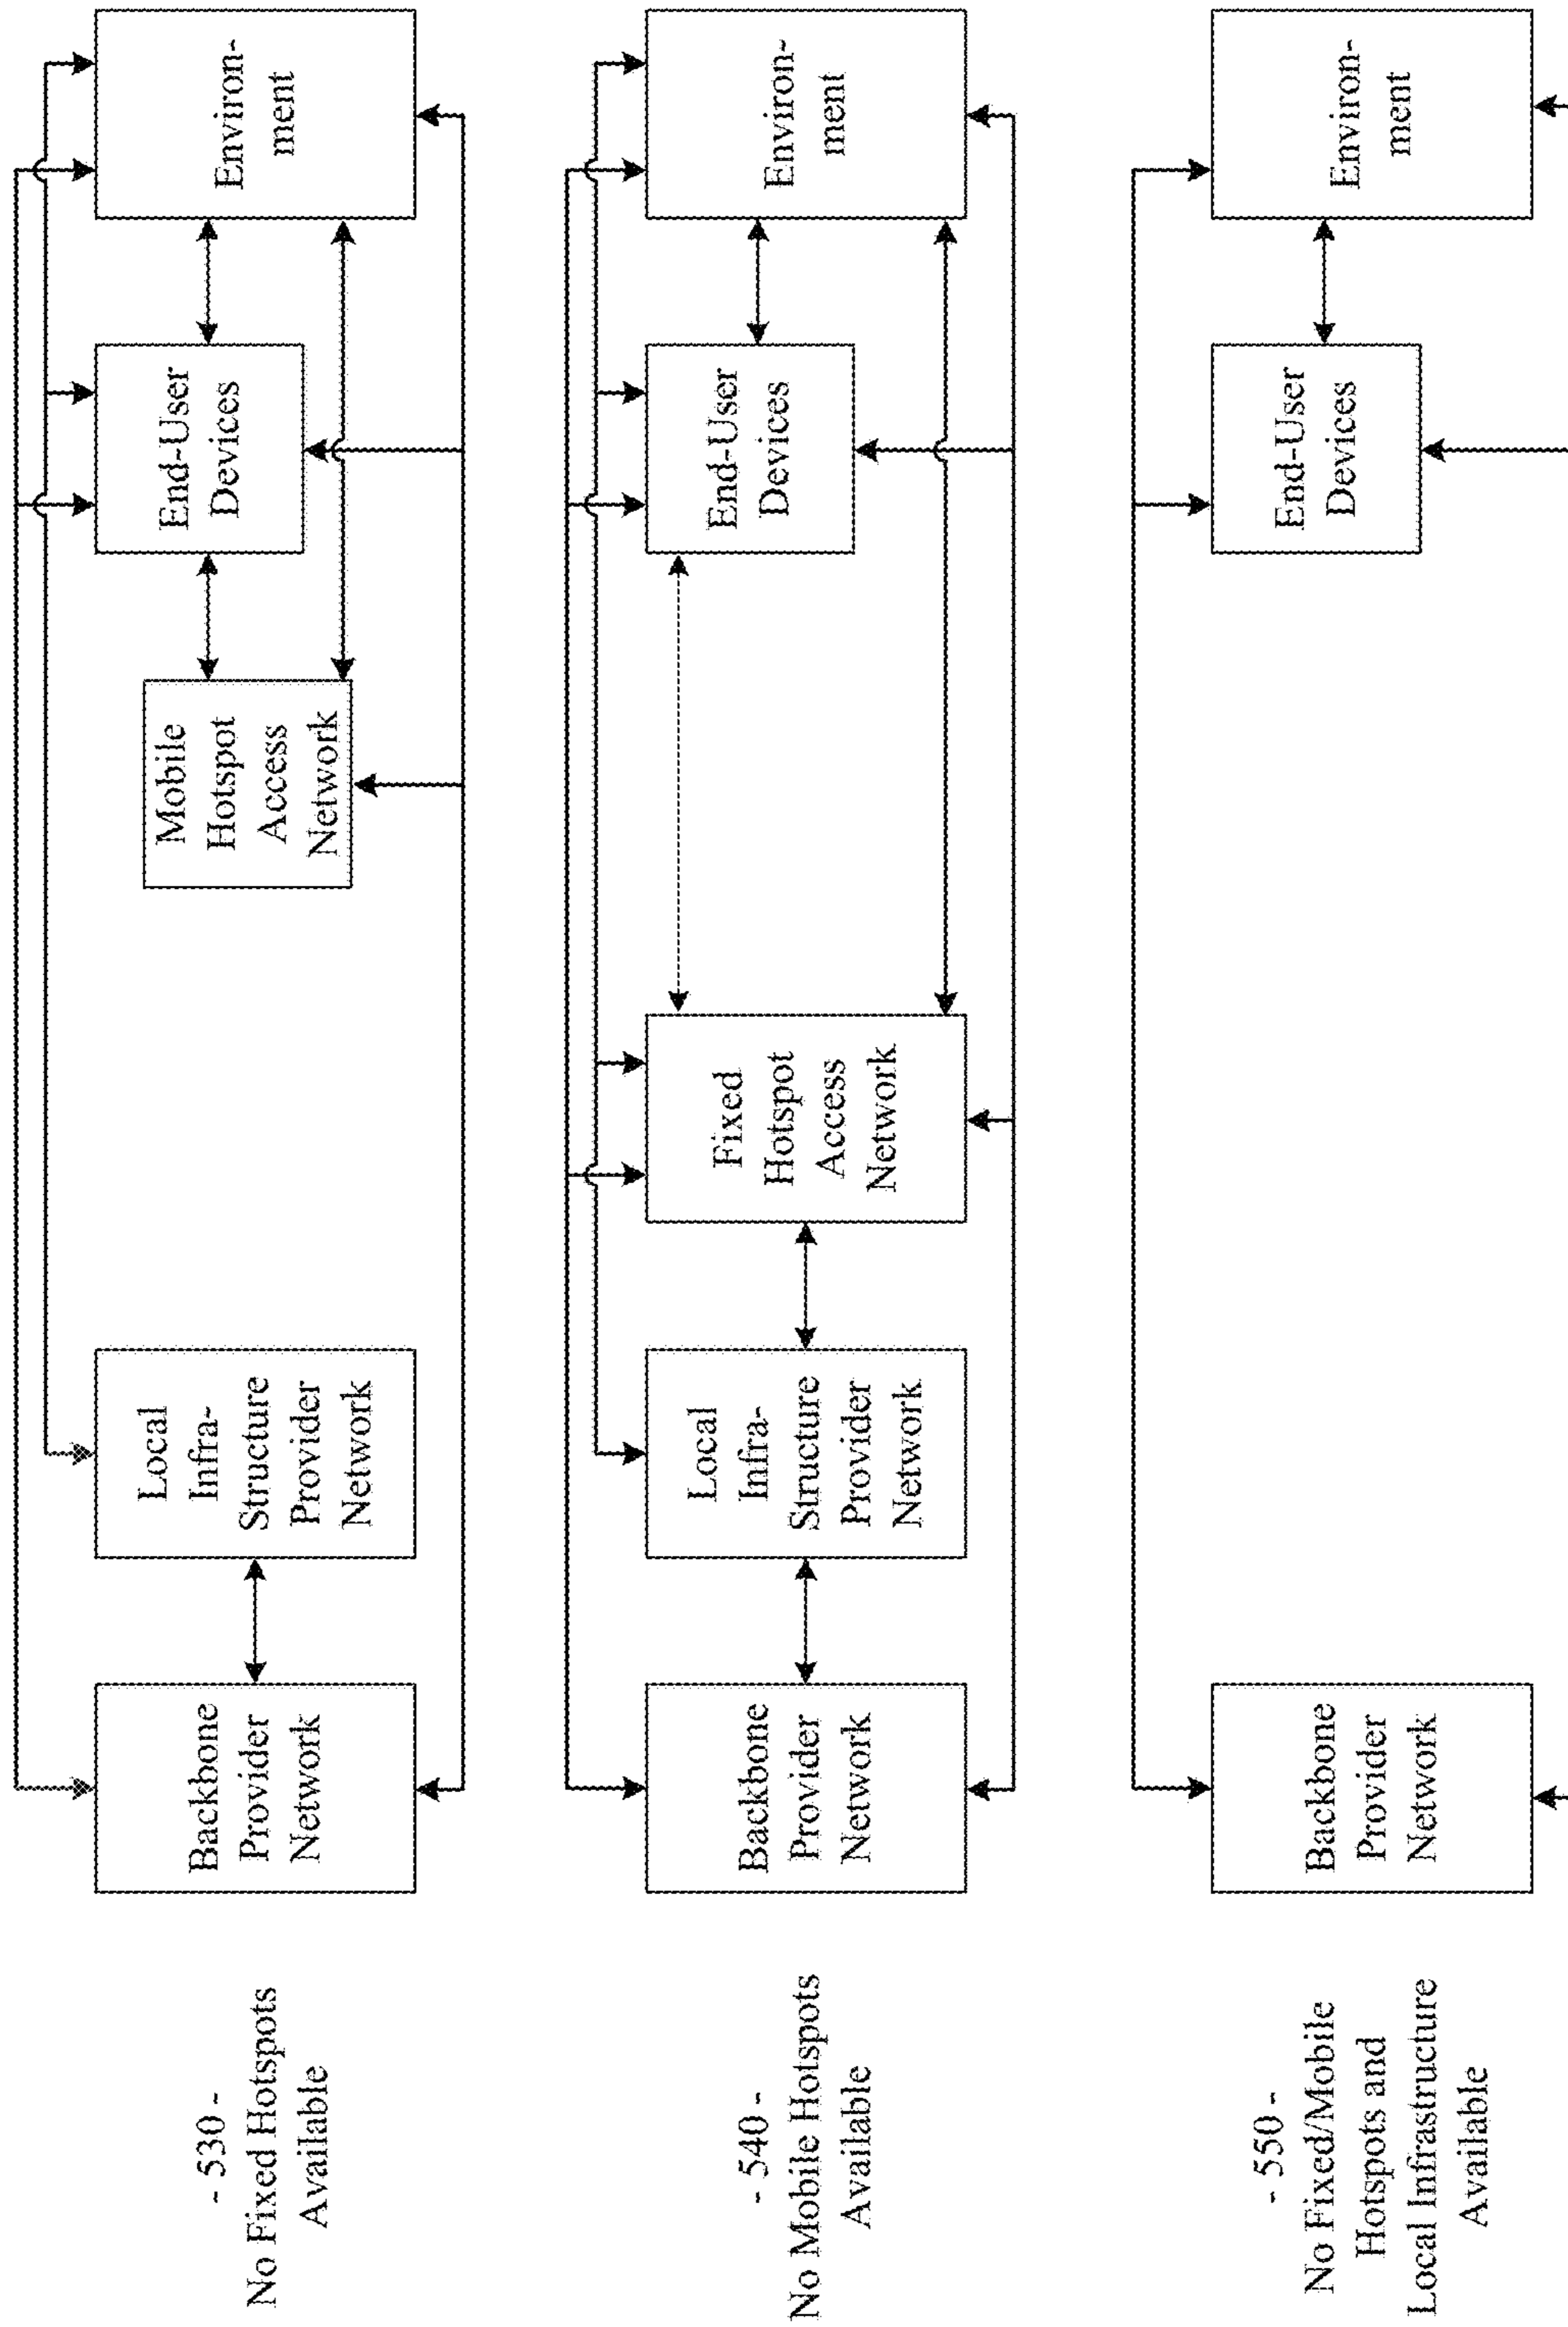 - 530 -
No Fixed Hotspots
Available
Backbone
Provider
Network
Local
Infra-
Structure
Provider
Network
Mobile
Hotspot
Access
Network
End-User
Devices
Environ-
ment
- 540 -
No Mobile Hotspots
Available
Backbone
Provider
Network
Local
Infra-
Structure
Provider
Network
Fixed
Hotspot
Access
Network
End-User
Devices
Environ-
ment
- 550 -
No Fixed/Mobile
Hotspots and
Local Infrastructure
Available
Backbone
Provider
Network
End-User
Devices
Environ-
ment